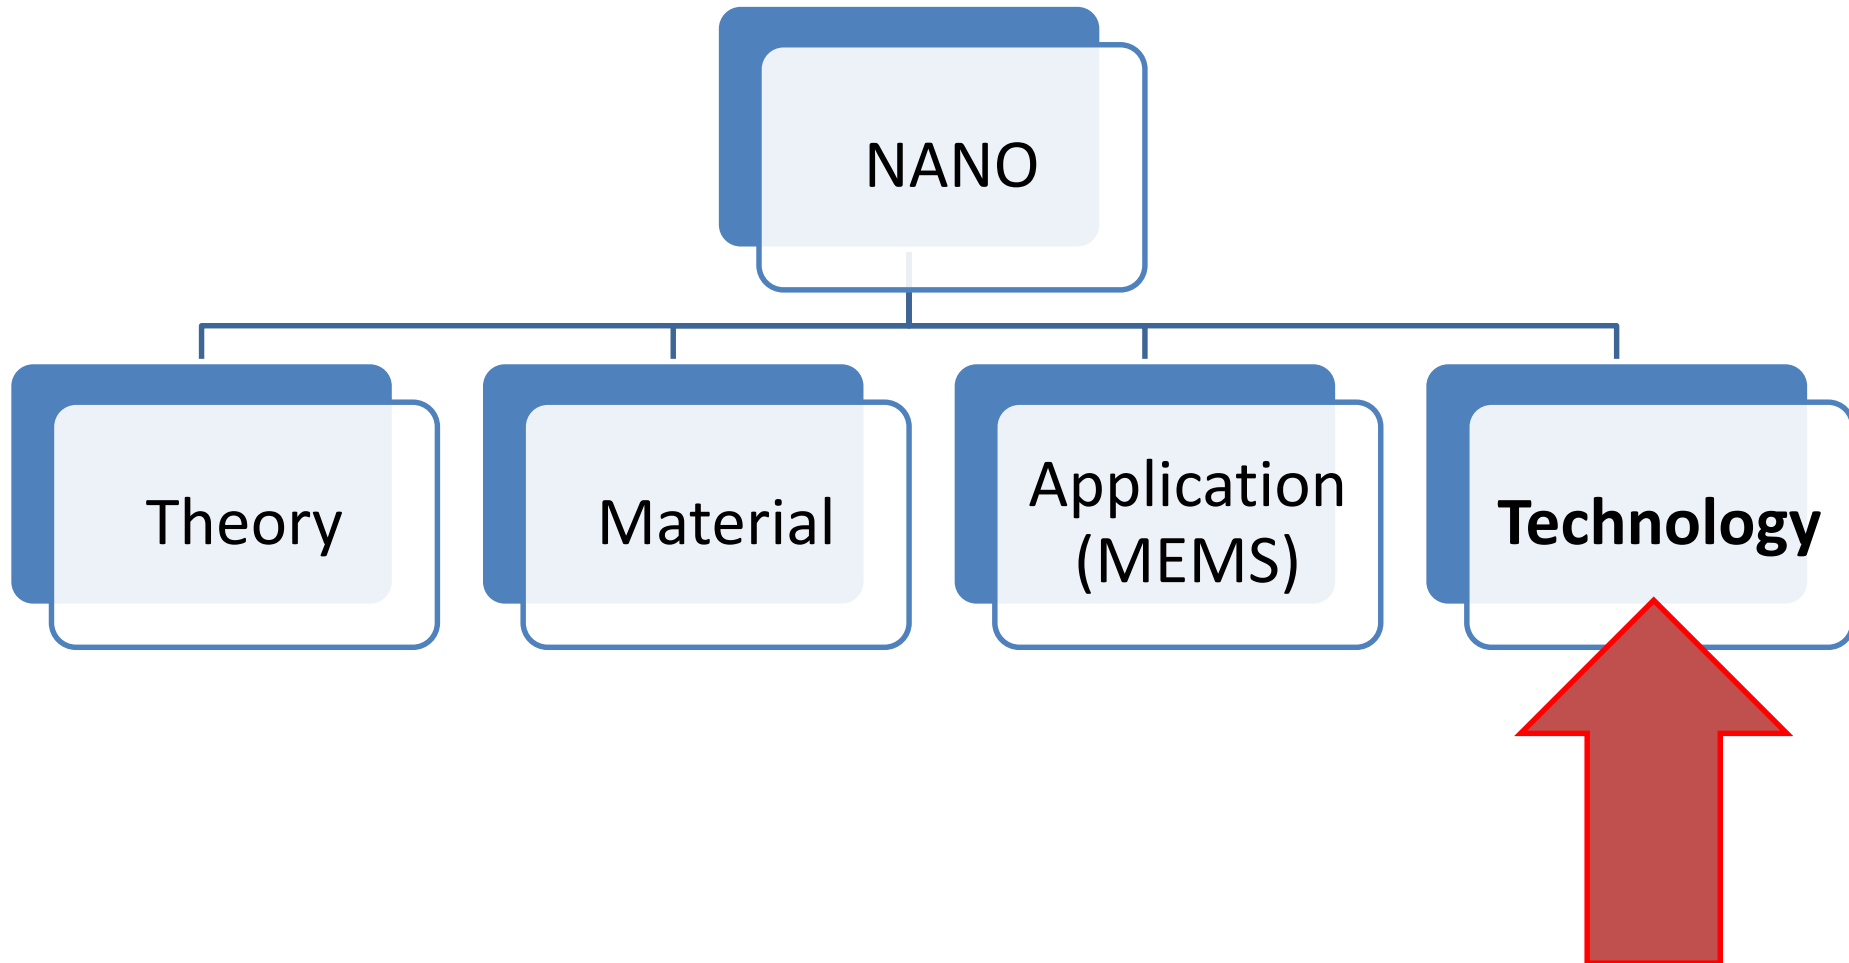 NANO
Theory
Material
Application
(MEMS)
Technology